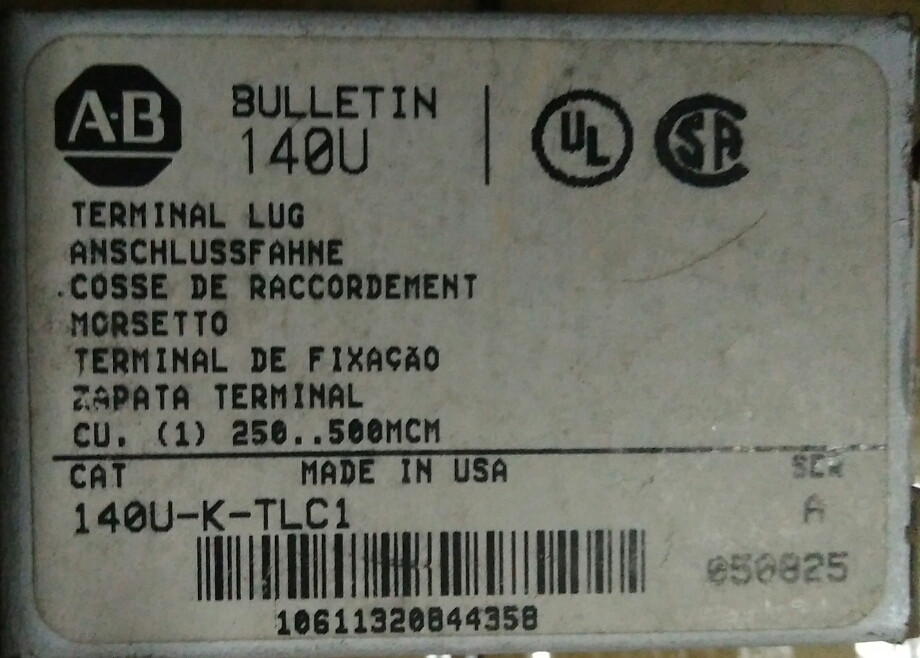 A·B
BULLETIN
140U
UL
SA
TERMINAL LUG
ANSCHLUSSFAHNE
COSSE DE RACCORDEMENT
MORSETTO
TERMINAL DE FIXAÇÃO
ZAPATA TERMINAL
CU. (1) 250..500MCM
CAT MADE IN USA SER
140U-K-TLC1 A
050825
10611320844358